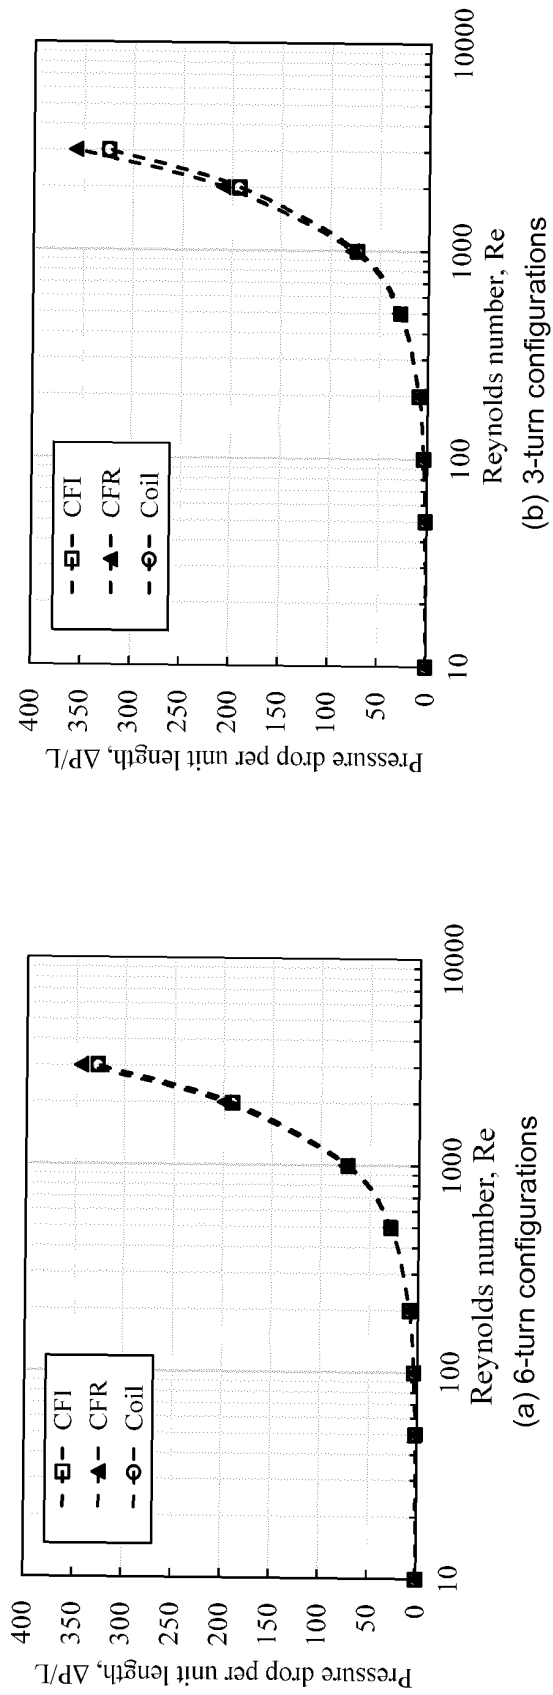 Pressure drop per unit length, ΔP/L
400
350
300
250
200
150
100
50
0
CFI
CFR
Coil
10
100
1000
10000
Reynolds number, Re
(a) 6-turn configurations
Pressure drop per unit length, ΔP/L
400
350
300
250
200
150
100
50
0
CFI
CFR
Coil
10
100
1000
10000
Reynolds number, Re
(b) 3-turn configurations